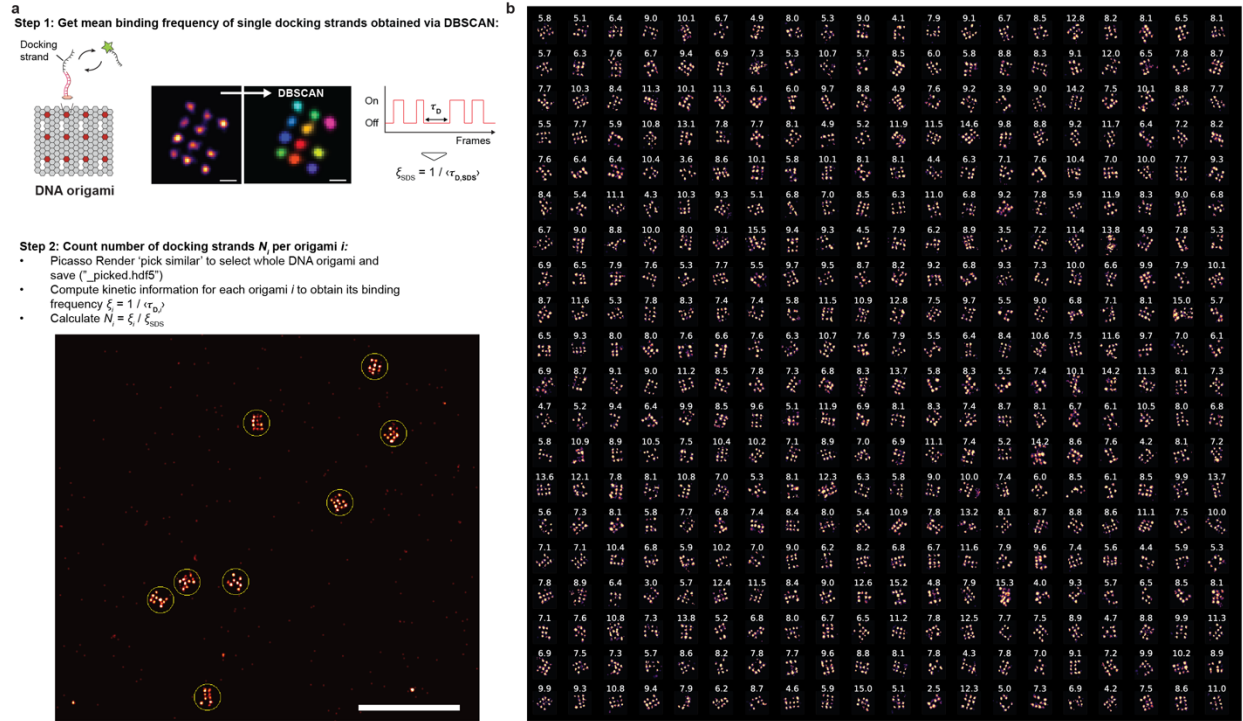 a
Step 1: Get mean binding frequency of single docking strands obtained via DBSCAN:
Docking
strand
DNA origami
DBSCAN
On
Off
τD
Frames
ξSDS = 1 / ‹τD,SDS›
Step 2: Count number of docking strands Ni per origami i:
• Picasso Render ‘pick similar’ to select whole DNA origami and
save ("_picked.hdf5")
• Compute kinetic information for each origami i to obtain its binding
frequency ξi = 1 / ‹τD,i›
• Calculate Ni = ξi / ξSDS
b
5.8 5.1 6.4 9.0 10.1 6.7 4.9 8.0 5.3 9.0 4.1 7.9 9.1 6.7 8.5 12.8 8.2 8.1 6.5 8.1
5.7 6.3 7.6 6.7 9.4 6.9 7.3 5.3 10.7 5.7 8.5 6.0 5.8 8.8 8.3 9.1 12.0 6.5 7.8 8.7
7.7 10.3 8.4 11.3 10.1 11.3 6.1 6.0 9.7 8.8 4.9 7.6 9.2 3.9 9.0 14.2 7.5 10.1 8.8 7.7
5.5 7.7 5.9 10.8 13.1 7.8 7.7 8.1 4.9 5.2 11.9 11.5 14.6 9.8 8.8 9.2 11.7 6.4 7.2 8.2
7.6 6.4 6.4 10.4 3.6 8.6 10.1 5.8 10.1 8.1 8.1 4.4 6.3 7.1 7.6 10.4 7.0 10.0 7.7 9.3
8.4 5.4 11.1 4.3 10.3 9.3 5.1 6.8 7.0 8.5 6.3 11.0 6.8 9.2 7.8 5.9 11.9 8.3 9.0 6.8
6.7 9.0 8.8 10.0 8.0 9.1 15.5 9.4 9.3 4.5 7.9 6.2 8.9 3.5 7.2 11.4 13.8 4.9 7.8 5.3
6.9 6.5 7.9 7.6 5.3 7.7 5.5 9.7 9.5 8.7 8.2 9.2 6.8 9.3 7.3 10.0 6.6 9.9 7.9 10.1
8.7 11.6 5.3 7.8 8.3 7.4 7.4 5.8 11.5 10.9 12.8 7.5 9.7 5.5 9.0 6.8 7.1 8.1 15.0 5.7
6.5 9.3 8.0 8.0 7.6 6.6 7.6 6.3 10.7 7.6 7.9 5.5 6.4 8.4 10.6 7.5 11.6 9.7 7.0 6.1
6.9 8.7 9.1 9.0 11.2 8.5 7.8 7.3 6.8 8.3 13.7 5.8 8.3 5.5 7.4 10.1 14.2 11.3 8.1 7.3
4.7 5.2 9.4 6.4 9.9 8.5 9.6 5.1 11.9 6.9 8.1 8.3 7.4 8.7 8.1 6.7 6.1 10.5 8.0 6.8
5.8 10.9 8.9 10.5 7.5 10.4 10.2 7.1 8.9 7.0 6.9 11.1 7.4 5.2 14.2 8.6 7.6 4.2 8.1 7.2
13.6 12.1 7.8 8.1 10.8 7.0 5.3 8.1 12.3 6.3 5.8 9.0 10.0 7.4 6.0 8.5 6.1 8.5 9.9 13.7
5.6 7.3 8.1 5.8 7.7 6.8 7.4 8.4 8.0 5.4 10.9 7.8 13.2 8.1 8.7 8.8 8.6 11.1 7.5 10.0
7.1 7.1 10.4 6.8 5.9 10.2 7.0 9.0 6.2 8.2 6.8 6.7 11.6 7.9 9.6 7.4 5.6 4.4 5.9 5.3
7.8 8.9 6.4 3.0 5.7 12.4 11.5 8.4 9.0 12.6 15.2 4.8 7.9 15.3 4.0 9.3 5.7 6.5 8.5 8.1
7.1 7.6 10.8 7.3 13.8 5.2 6.8 8.0 6.7 6.5 11.2 7.8 12.5 7.7 7.5 8.9 4.7 8.8 9.9 11.3
6.9 7.5 7.3 5.7 8.6 8.2 7.8 7.7 9.6 8.8 8.1 7.8 4.3 7.8 7.0 9.1 7.2 9.9 10.2 8.9
9.9 9.3 10.8 9.4 7.9 6.2 8.7 4.6 5.9 15.0 5.1 2.5 12.3 5.0 7.3 6.9 4.2 7.5 8.6 11.0